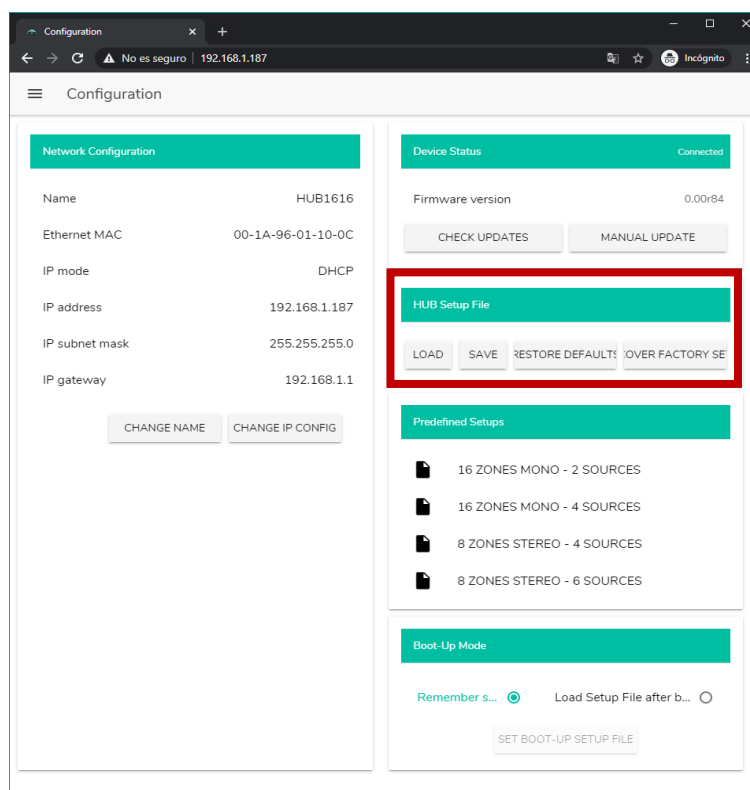 Configuration
No es seguro | 192.168.1.187
Incógnito
Configuration
Network Configuration
Name HUB1616
Ethernet MAC 00-1A-96-01-10-0C
IP mode DHCP
IP address 192.168.1.187
IP subnet mask 255.255.255.0
IP gateway 192.168.1.1
CHANGE NAME CHANGE IP CONFIG
Device Status Connected
Firmware version 0.00r84
CHECK UPDATES MANUAL UPDATE
HUB Setup File
LOAD SAVE RESTORE DEFAULTS COVER FACTORY SE
Predefined Setups
16 ZONES MONO - 2 SOURCES
16 ZONES MONO - 4 SOURCES
8 ZONES STEREO - 4 SOURCES
8 ZONES STEREO - 6 SOURCES
Boot-Up Mode
Remember s... Load Setup File after b...
SET BOOT-UP SETUP FILE